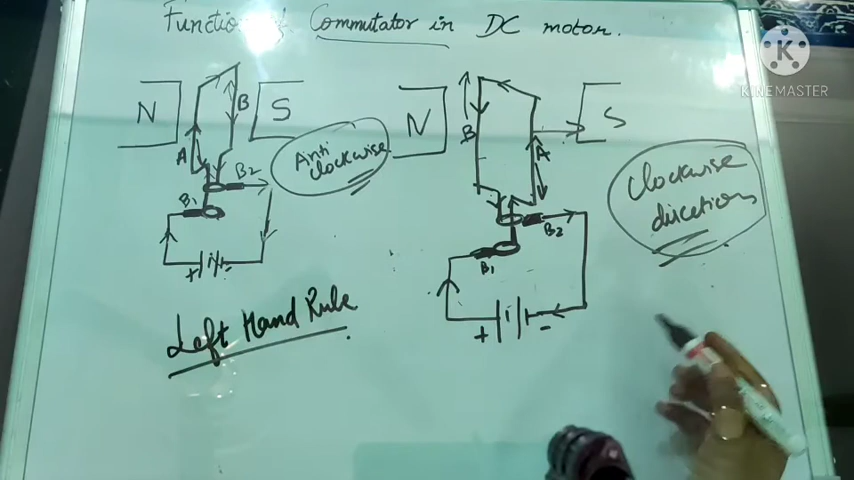 Function of Commutator in DC motor.
N
S
B
A
Anti
clockwise
B2
B1
+
-
Left Hand Rule
N
S
B
A
clockwise
direction
B2
B1
+
-
K
KINEMASTER